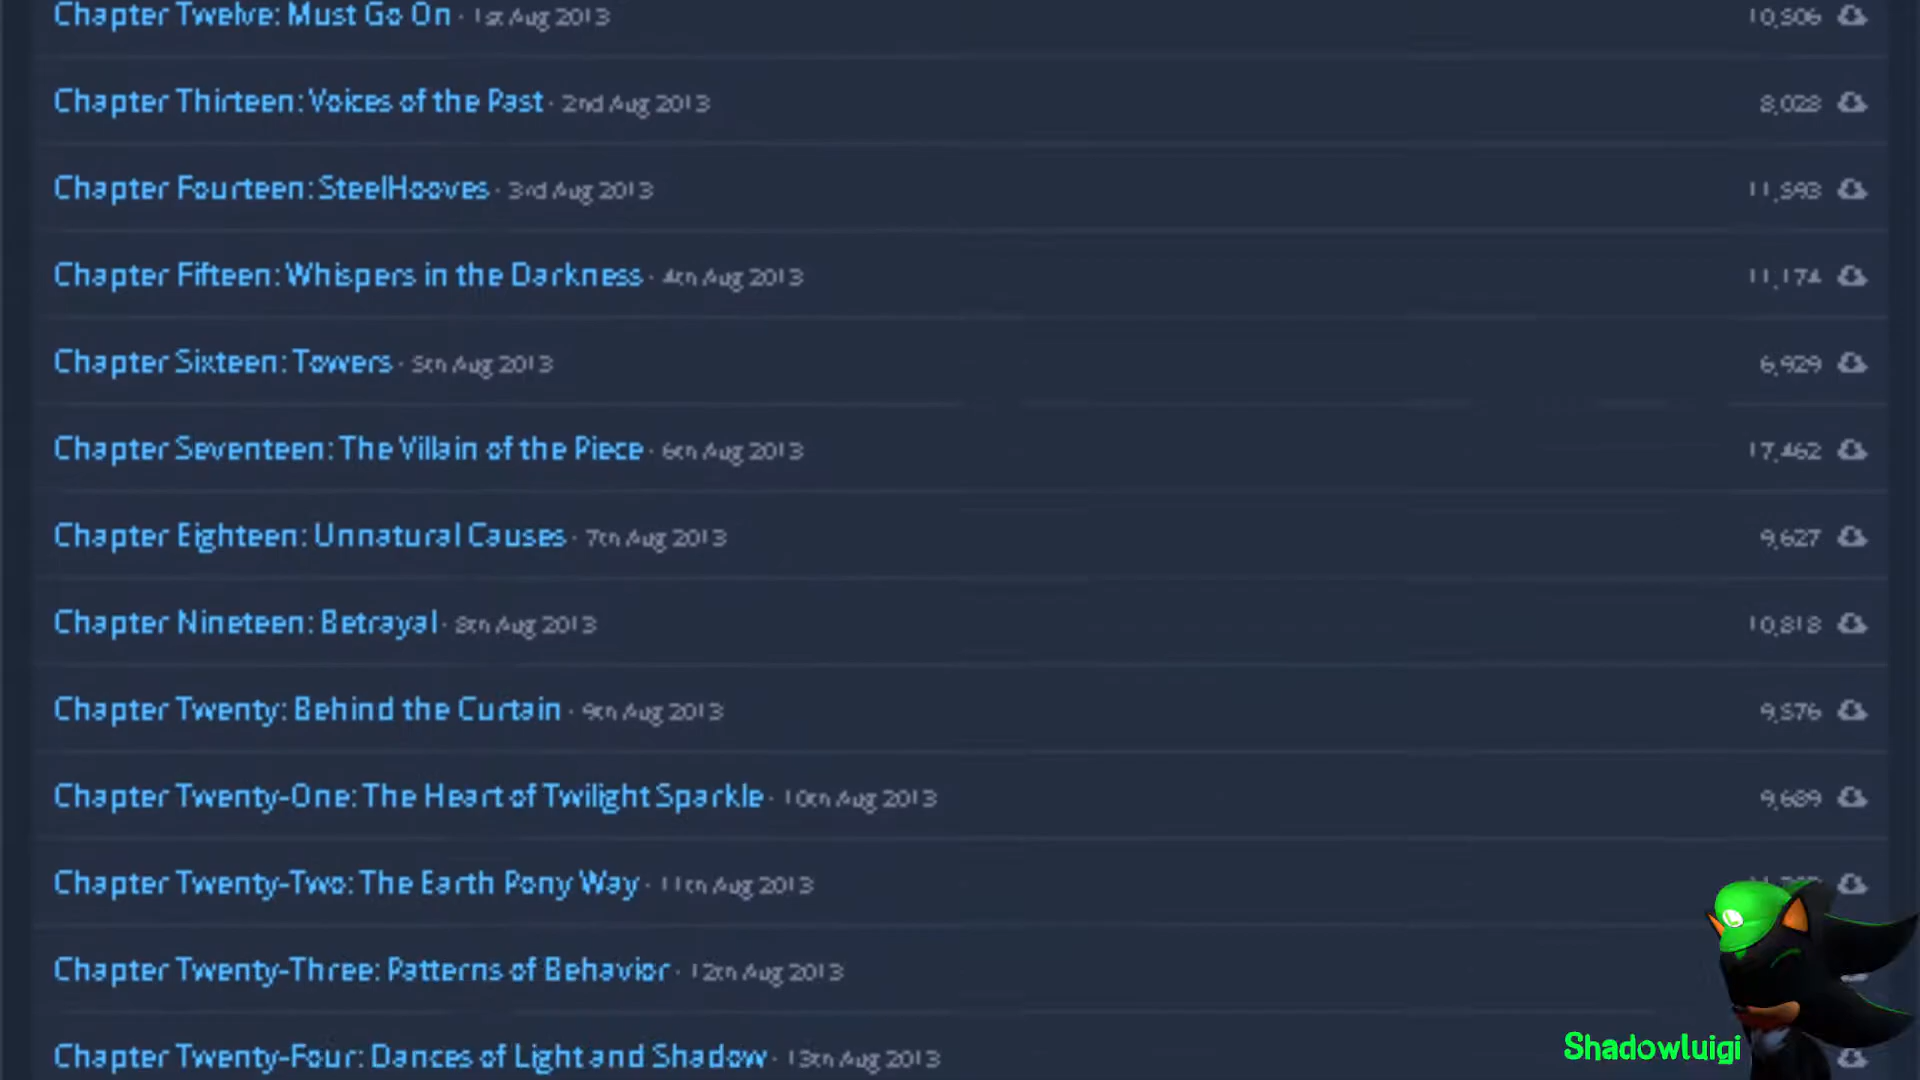 Chapter Twelve: Must Go On · 1st Aug 2013 10,506
Chapter Thirteen: Voices of the Past · 2nd Aug 2013 8,028
Chapter Fourteen: SteelHooves · 3rd Aug 2013 11,593
Chapter Fifteen: Whispers in the Darkness · 4th Aug 2013 11,174
Chapter Sixteen: Towers · 5th Aug 2013 6,929
Chapter Seventeen: The Villain of the Piece · 6th Aug 2013 17,462
Chapter Eighteen: Unnatural Causes · 7th Aug 2013 9,627
Chapter Nineteen: Betrayal · 8th Aug 2013 10,818
Chapter Twenty: Behind the Curtain · 9th Aug 2013 9,576
Chapter Twenty-One: The Heart of Twilight Sparkle · 10th Aug 2013 9,689
Chapter Twenty-Two: The Earth Pony Way · 11th Aug 2013
Chapter Twenty-Three: Patterns of Behavior · 12th Aug 2013
Chapter Twenty-Four: Dances of Light and Shadow · 13th Aug 2013
Shadowluigi